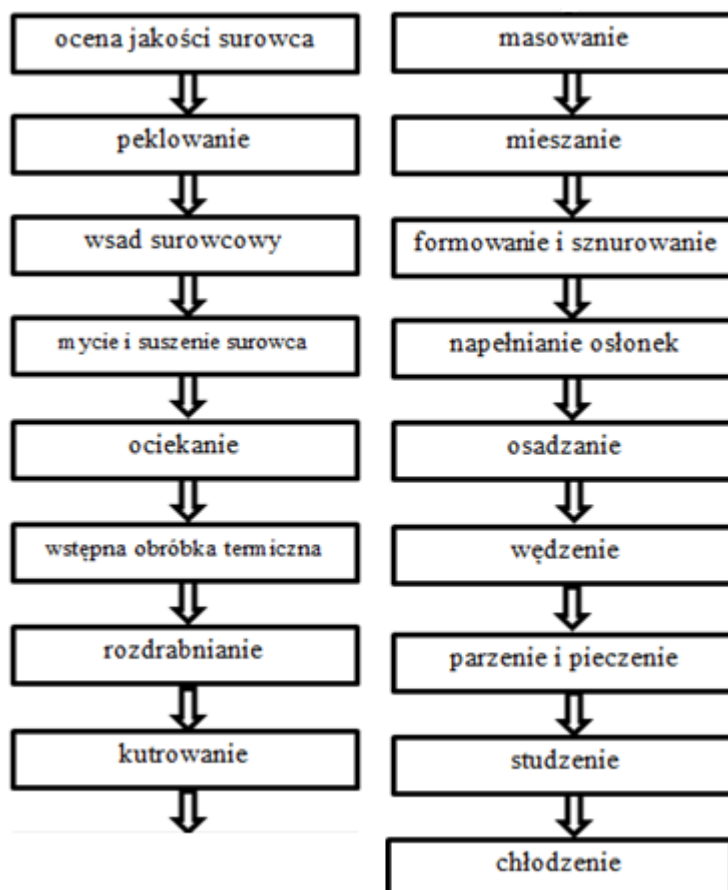 ocena jakości surowca
peklowanie
wsad surowcowy
mycie i suszenie surowca
ociekanie
wstępna obróbka termiczna
rozdrabnianie
kutrowanie
masowanie
mieszanie
formowanie i sznurowanie
napełnianie osłonek
osadzanie
wędzenie
parzenie i pieczenie
studzenie
chłodzenie